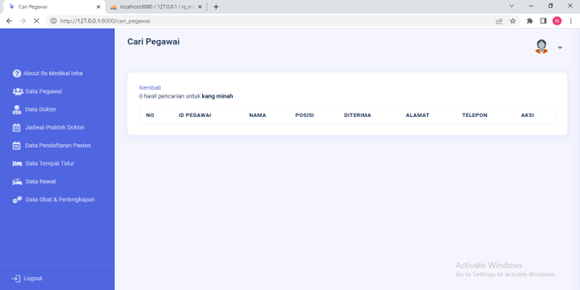 Cari Pegawai
localhost:8080 / 127.0.0.1 / rs_me
http://127.0.0.1:8000/cari_pegawai
M
Cari Pegawai
About Rs Medikal Inka
Data Pegawai
Data Dokter
Jadwal Praktek Dokter
Data Pendaftaran Pasien
Data Tempat Tidur
Data Rawat
Data Obat & Perlengkapan
Logout
Kembali
0 hasil pencarian untuk kang minah
NO ID PEGAWAI NAMA POSISI DITERIMA ALAMAT TELEPON AKSI
Activate Windows
Go to Settings to activate Windows.